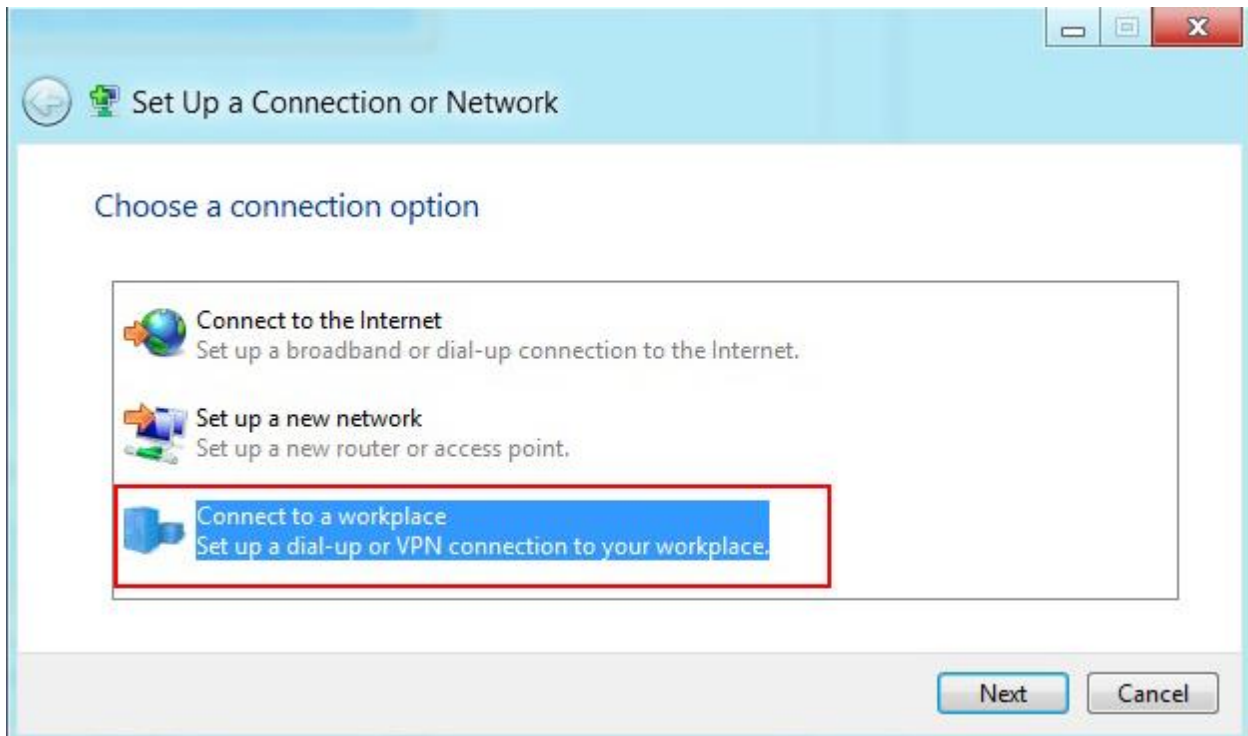 Set Up a Connection or Network
Choose a connection option
Connect to the Internet
Set up a broadband or dial-up connection to the Internet.
Set up a new network
Set up a new router or access point.
Connect to a workplace
Set up a dial-up or VPN connection to your workplace.
Next Cancel